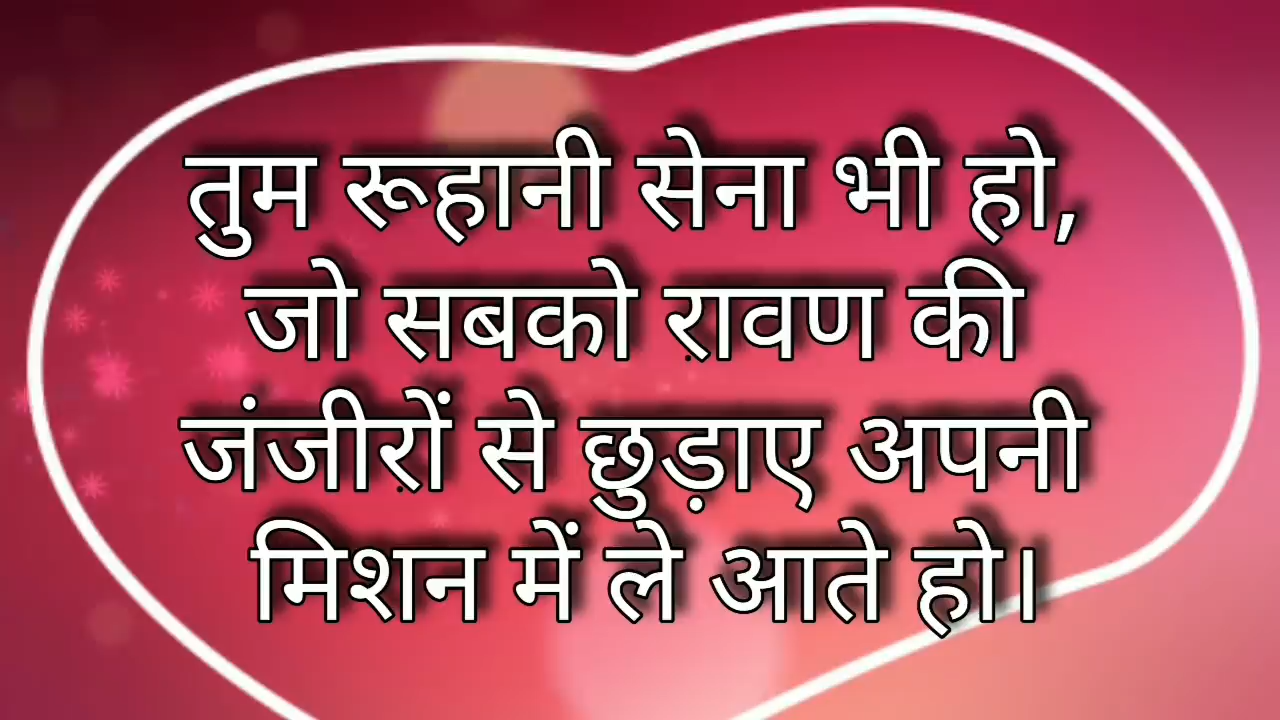 तुम रूहानी सेना भी हो,
जो सबको ऱावण की
जंजीऱों से छुड़ाए अपनी
मिशन में ले आते हो।